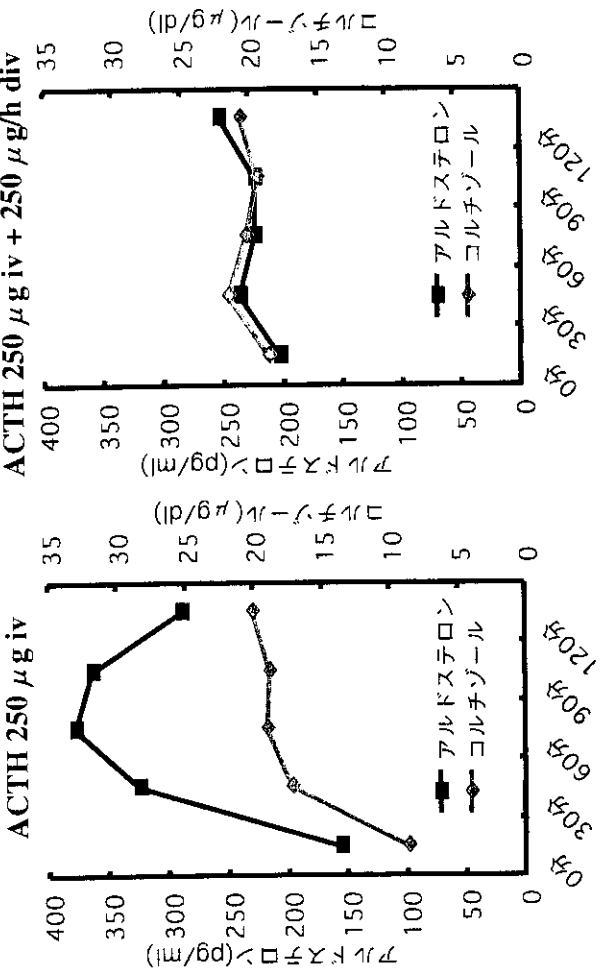 ACTH 250 μg iv
アルドステロン(pg/ml)
400
350
300
250
200
150
100
50
0
コルチゾール(μg/dl)
35
30
25
20
15
10
5
0
アルドステロン
コルチゾール
0分
30分
60分
90分
120分
ACTH 250 μg iv + 250 μg/h div
アルドステロン(pg/ml)
400
350
300
250
200
150
100
50
0
コルチゾール(μg/dl)
35
30
25
20
15
10
5
0
アルドステロン
コルチゾール
0分
30分
60分
90分
120分